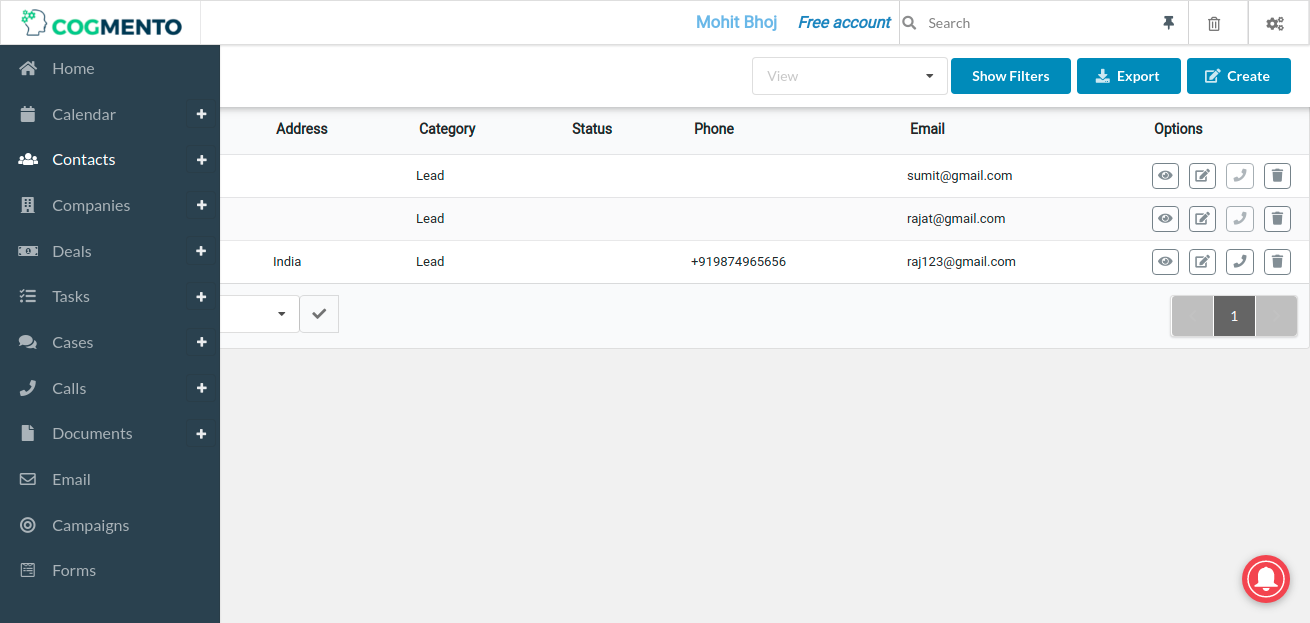 COGMENTO
Mohit Bhoj Free account Search
Home
Calendar
Contacts
Companies
Deals
Tasks
Cases
Calls
Documents
Email
Campaigns
Forms
View Show Filters Export Create
Address Category Status Phone Email Options
Lead sumit@gmail.com
Lead rajat@gmail.com
India Lead +919874965656 raj123@gmail.com
1